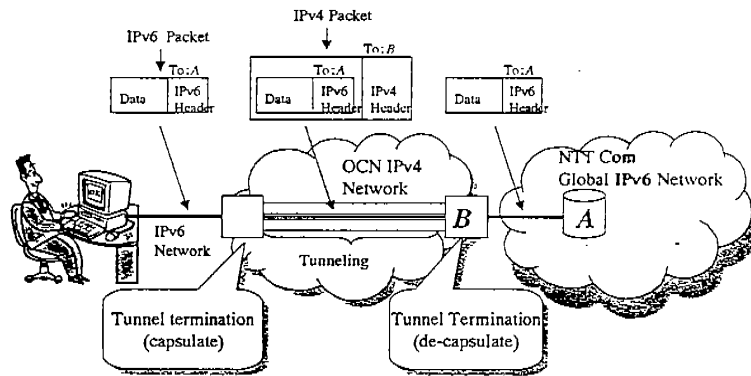 IPv4 Packet
IPv6 Packet
To:B
To:A
To:A
To:A
Data
IPv6
Header
Data
IPv6
Header
IPv4
Header
Data
IPv6
Header
OCN IPv4
Network
NTT Com
Global IPv6 Network
B
A
IPv6
Network
Tunneling
Tunnel termination
(capsulate)
Tunnel Termination
(de-capsulate)